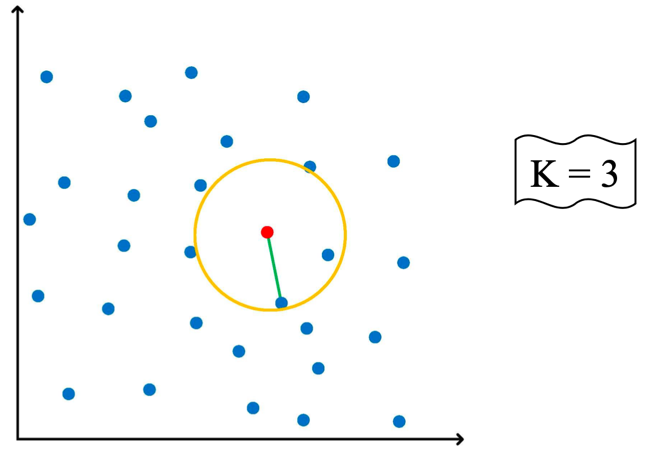 K = 3